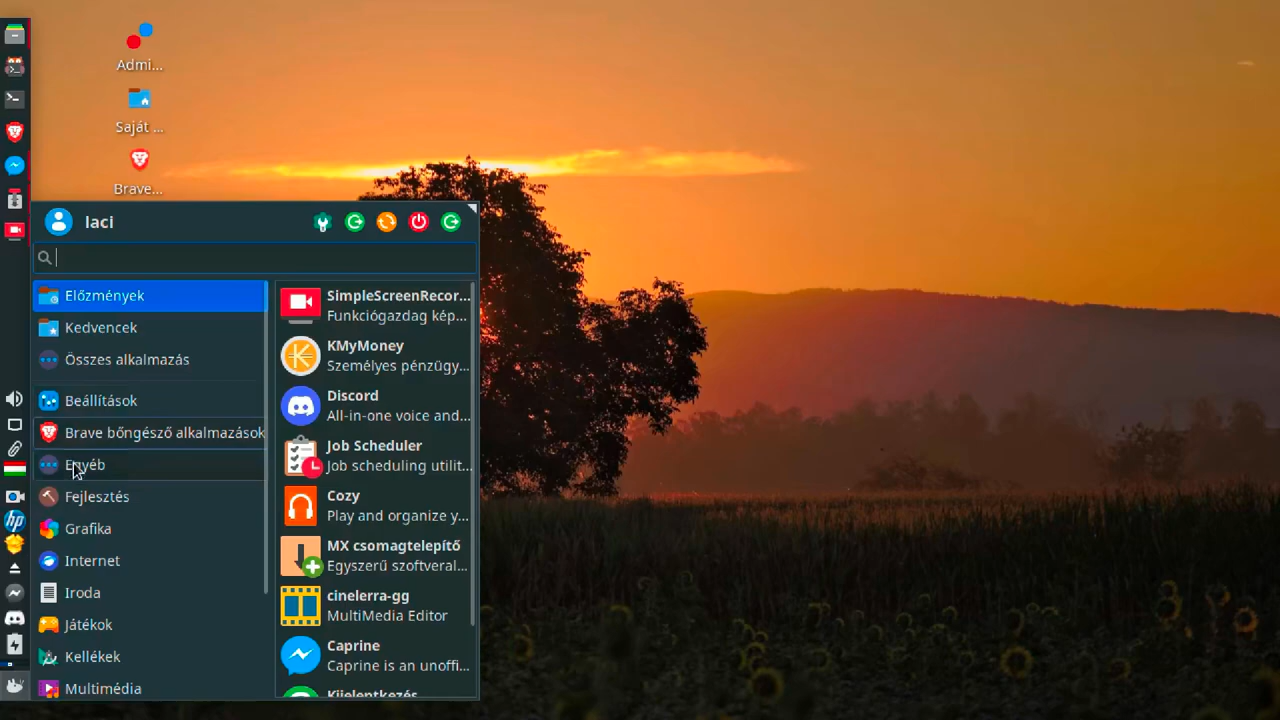 Admi...
Saját ...
Brave...
laci
Előzmények
Kedvencek
Összes alkalmazás
Beállítások
Brave böngésző alkalmazások
Egyéb
Fejlesztés
Grafika
Internet
Iroda
Játékok
Kellékek
Multimédia
SimpleScreenRecor...
Funkciógazdag kép...
KMyMoney
Személyes pénzügy...
Discord
All-in-one voice and...
Job Scheduler
Job scheduling utilit...
Cozy
Play and organize y...
MX csomagtelepítő
Egyszerű szoftveral...
cinelerra-gg
MultiMedia Editor
Caprine
Caprine is an unoffi...
Kijelentkezés
hp